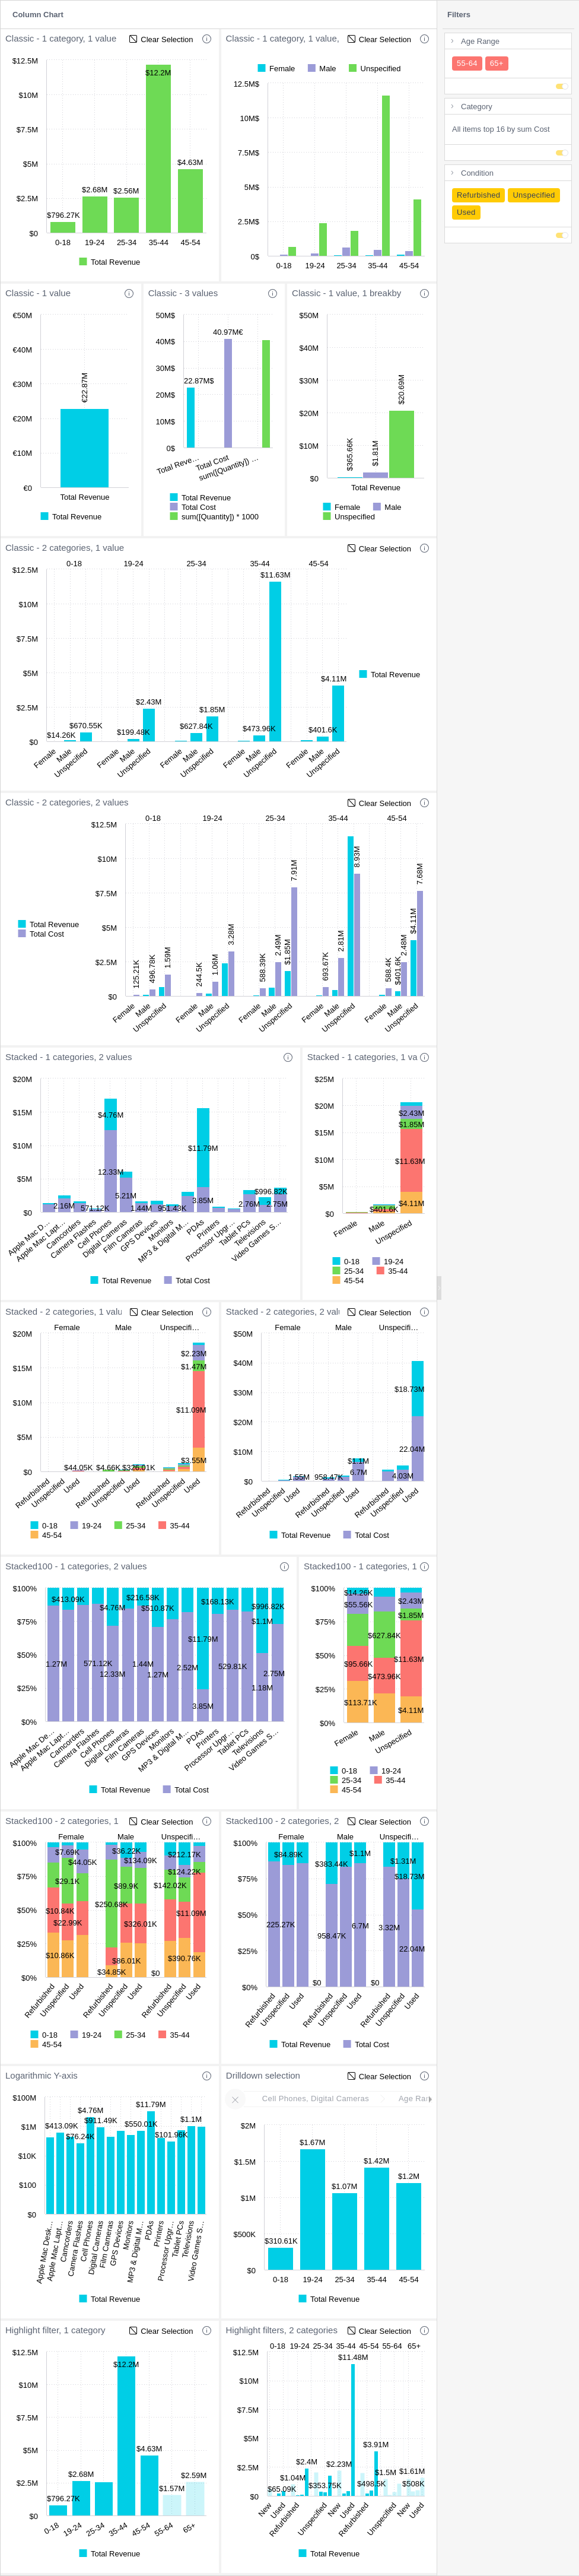 Column Chart
Filters
Classic - 1 category, 1 value
Clear Selection
$12.5M
$10M
$7.5M
$5M
$2.5M
$0
$796.27K
$2.68M
$2.56M
$12.2M
$4.63M
0-18
19-24
25-34
35-44
45-54
Total Revenue
Classic - 1 category, 1 value,
Clear Selection
Female
Male
Unspecified
12.5M$
10M$
7.5M$
5M$
2.5M$
0$
0-18
19-24
25-34
35-44
45-54
Age Range
55-64
65+
Category
All items top 16 by sum Cost
Condition
Refurbished
Unspecified
Used
Classic - 1 value
€50M
€40M
€30M
€20M
€10M
€0
€22.87M
Total Revenue
Total Revenue
Classic - 3 values
50M$
40M$
30M$
20M$
10M$
0$
22.87M$
40.97M€
Total Reve…
Total Cost
sum([Quantity]) …
Total Revenue
Total Cost
sum([Quantity]) * 1000
Classic - 1 value, 1 breakby
$50M
$40M
$30M
$20M
$10M
$0
$365.66K
$1.81M
$20.69M
Total Revenue
Female
Male
Unspecified
Classic - 2 categories, 1 value
Clear Selection
0-18
19-24
25-34
35-44
45-54
$12.5M
$10M
$7.5M
$5M
$2.5M
$0
$14.26K
$670.55K
$199.48K
$2.43M
$627.84K
$1.85M
$473.96K
$11.63M
$401.6K
$4.11M
Female
Male
Unspecified
Female
Male
Unspecified
Female
Male
Unspecified
Female
Male
Unspecified
Female
Male
Unspecified
Total Revenue
Classic - 2 categories, 2 values
Clear Selection
0-18
19-24
25-34
35-44
45-54
$12.5M
$10M
$7.5M
$5M
$2.5M
$0
125.21K
496.78K
1.59M
244.5K
1.06M
3.28M
588.39K
2.49M
$1.85M
7.91M
693.67K
2.81M
8.93M
588.4K
$401.6K
2.48M
$4.11M
7.68M
Female
Male
Unspecified
Female
Male
Unspecified
Female
Male
Unspecified
Female
Male
Unspecified
Female
Male
Unspecified
Total Revenue
Total Cost
Stacked - 1 categories, 2 values
$20M
$15M
$10M
$5M
$0
2.16M
571.12K
$4.76M
12.33M
5.21M
1.44M
951.43K
$11.79M
3.85M
2.76M
$996.82K
2.75M
Apple Mac D…
Apple Mac Lapt…
Camcorders
Camera Flashes
Cell Phones
Digital Cameras
Film Cameras
GPS Devices
Monitors
MP3 & Digital M…
PDAs
Printers
Processor Upgr…
Tablet PCs
Televisions
Video Games S…
Total Revenue
Total Cost
Stacked - 1 categories, 1 va
$25M
$20M
$15M
$10M
$5M
$0
$401.6K
$2.43M
$1.85M
$11.63M
$4.11M
Female
Male
Unspecified
0-18
19-24
25-34
35-44
45-54
Stacked - 2 categories, 1 valu
Clear Selection
Female
Male
Unspecifi…
$20M
$15M
$10M
$5M
$0
$44.05K
$4.66K
$326.01K
$2.23M
$1.47M
$11.09M
$3.55M
Refurbished
Unspecified
Used
Refurbished
Unspecified
Used
Refurbished
Unspecified
Used
0-18
19-24
25-34
35-44
45-54
Stacked - 2 categories, 2 val
Clear Selection
Female
Male
Unspecifi…
$50M
$40M
$30M
$20M
$10M
$0
1.55M
958.47K
$1.1M
6.7M
4.03M
$18.73M
22.04M
Refurbished
Unspecified
Used
Refurbished
Unspecified
Used
Refurbished
Unspecified
Used
Total Revenue
Total Cost
Stacked100 - 1 categories, 2 values
$100%
$75%
$50%
$25%
$0%
$413.09K
1.27M
571.12K
$4.76M
12.33M
$216.58K
1.44M
$510.87K
1.27M
2.52M
$11.79M
3.85M
$168.13K
529.81K
$1.1M
1.18M
$996.82K
2.75M
Apple Mac De…
Apple Mac Lapt…
Camcorders
Camera Flashes
Cell Phones
Digital Cameras
Film Cameras
GPS Devices
Monitors
MP3 & Digital M…
PDAs
Printers
Processor Upgr…
Tablet PCs
Televisions
Video Games S…
Total Revenue
Total Cost
Stacked100 - 1 categories, 1
$100%
$75%
$50%
$25%
$0%
$14.26K
$55.56K
$95.66K
$113.71K
$627.84K
$473.96K
$2.43M
$1.85M
$11.63M
$4.11M
Female
Male
Unspecified
0-18
19-24
25-34
35-44
45-54
Stacked100 - 2 categories, 1
Clear Selection
Female
Male
Unspecifi…
$100%
$75%
$50%
$25%
$0%
$7.69K
$44.05K
$29.1K
$10.84K
$22.99K
$10.86K
$36.22K
$134.09K
$89.9K
$250.68K
$326.01K
$86.01K
$34.85K
$0
$212.17K
$124.22K
$142.02K
$11.09M
$390.76K
Refurbished
Unspecified
Used
Refurbished
Unspecified
Used
Refurbished
Unspecified
Used
0-18
19-24
25-34
35-44
45-54
Stacked100 - 2 categories, 2
Clear Selection
Female
Male
Unspecifi…
$100%
$75%
$50%
$25%
$0%
$84.89K
225.27K
$0
$383.44K
958.47K
$1.1M
6.7M
$0
$1.31M
3.32M
$18.73M
22.04M
Refurbished
Unspecified
Used
Refurbished
Unspecified
Used
Refurbished
Unspecified
Used
Total Revenue
Total Cost
Logarithmic Y-axis
$100M
$1M
$10K
$100
$0
$413.09K
$76.24K
$4.76M
$911.49K
$550.01K
$11.79M
$101.96K
$1.1M
Apple Mac Desk…
Apple Mac Lapt…
Camcorders
Camera Flashes
Cell Phones
Digital Cameras
Film Cameras
GPS Devices
Monitors
MP3 & Digital M…
PDAs
Printers
Processor Upgr…
Tablet PCs
Televisions
Video Games S…
Total Revenue
Drilldown selection
Clear Selection
Cell Phones, Digital Cameras
Age Ran
$2M
$1.5M
$1M
$500K
$0
$310.61K
$1.67M
$1.07M
$1.42M
$1.2M
0-18
19-24
25-34
35-44
45-54
Total Revenue
Highlight filter, 1 category
Clear Selection
$12.5M
$10M
$7.5M
$5M
$2.5M
$0
$796.27K
$2.68M
$12.2M
$4.63M
$1.57M
$2.59M
0-18
19-24
25-34
35-44
45-54
55-64
65+
Total Revenue
Highlight filters, 2 categories
Clear Selection
0-18
19-24
25-34
35-44
45-54
55-64
65+
$12.5M
$10M
$7.5M
$5M
$2.5M
$0
$65.09K
$1.04M
$2.4M
$353.75K
$2.23M
$11.48M
$498.5K
$3.91M
$1.5M
$1.61M
$508K
New
Used
Refurbished
Unspecified
New
Used
Refurbished
Unspecified
New
Used
Total Revenue